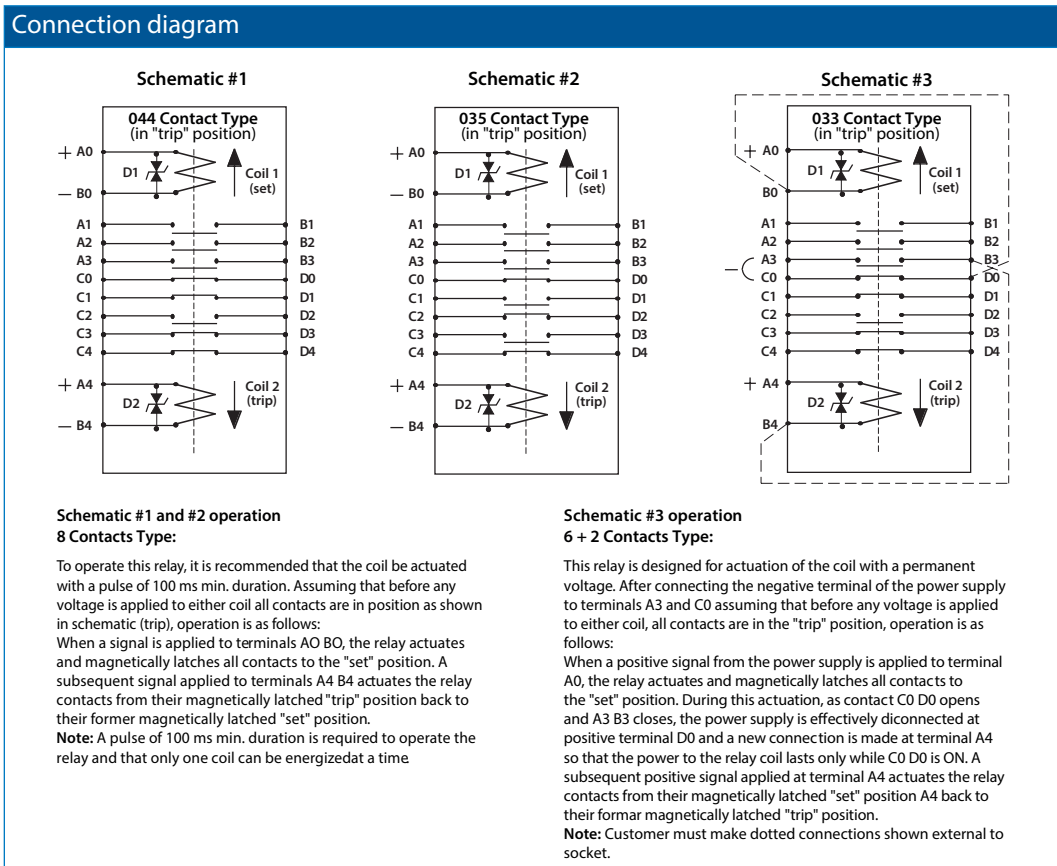 Connection diagram
Schematic #1
044 Contact Type
(in "trip" position)
+ A0
D1
Coil 1
(set)
− B0
A1 B1
A2 B2
A3 B3
C0 D0
C1 D1
C2 D2
C3 D3
C4 D4
+ A4
D2
Coil 2
(trip)
− B4
Schematic #2
035 Contact Type
(in "trip" position)
+ A0
D1
Coil 1
(set)
− B0
A1 B1
A2 B2
A3 B3
C0 D0
C1 D1
C2 D2
C3 D3
C4 D4
+ A4
D2
Coil 2
(trip)
− B4
Schematic #3
033 Contact Type
(in "trip" position)
+ A0
D1
Coil 1
(set)
B0
A1 B1
A2 B2
A3 B3
−
C0 D0
C1 D1
C2 D2
C3 D3
C4 D4
+ A4
D2
Coil 2
(trip)
B4
Schematic #1 and #2 operation
8 Contacts Type:
To operate this relay, it is recommended that the coil be actuated
with a pulse of 100 ms min. duration. Assuming that before any
voltage is applied to either coil all contacts are in position as shown
in schematic (trip), operation is as follows:
When a signal is applied to terminals AO BO, the relay actuates
and magnetically latches all contacts to the "set" position. A
subsequent signal applied to terminals A4 B4 actuates the relay
contacts from their magnetically latched "trip" position back to
their former magnetically latched "set" position.
Note: A pulse of 100 ms min. duration is required to operate the
relay and that only one coil can be energizedat a time.
Schematic #3 operation
6 + 2 Contacts Type:
This relay is designed for actuation of the coil with a permanent
voltage. After connecting the negative terminal of the power supply
to terminals A3 and C0 assuming that before any voltage is applied
to either coil, all contacts are in the "trip" position, operation is as
follows:
When a positive signal from the power supply is applied to terminal
A0, the relay actuates and magnetically latches all contacts to
the "set" position. During this actuation, as contact C0 D0 opens
and A3 B3 closes, the power supply is effectively diconnected at
positive terminal D0 and a new connection is made at terminal A4
so that the power to the relay coil lasts only while C0 D0 is ON. A
subsequent positive signal applied at terminal A4 actuates the relay
contacts from their magnetically latched "set" position A4 back to
their formar magnetically latched "trip" position.
Note: Customer must make dotted connections shown external to
socket.